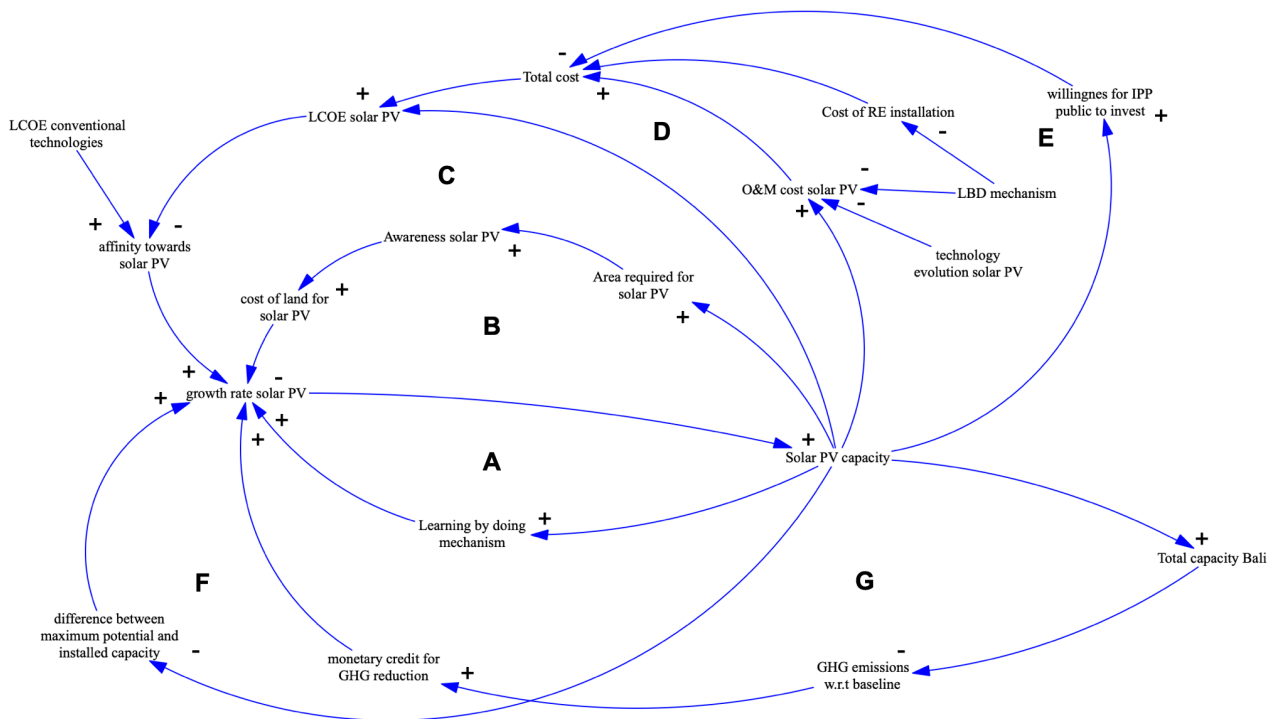 -
Total cost
+
+
LCOE solar PV
D
willingnes for IPP
public to invest
+
Cost of RE installation
-
E
LCOE conventional
technologies
C
-
O&M cost solar PV
-
+
LBD mechanism
+
-
affinity towards
solar PV
Awareness solar PV
+
technology
evolution solar PV
Area required for
solar PV
+
cost of land for
solar PV
+
B
+
-
+
growth rate solar PV
+
+
+
Solar PV capacity
A
Learning by doing
mechanism
+
+
Total capacity Bali
F
G
difference between
maximum potential and
installed capacity
-
monetary credit for
GHG reduction
+
-
GHG emissions
w.r.t baseline